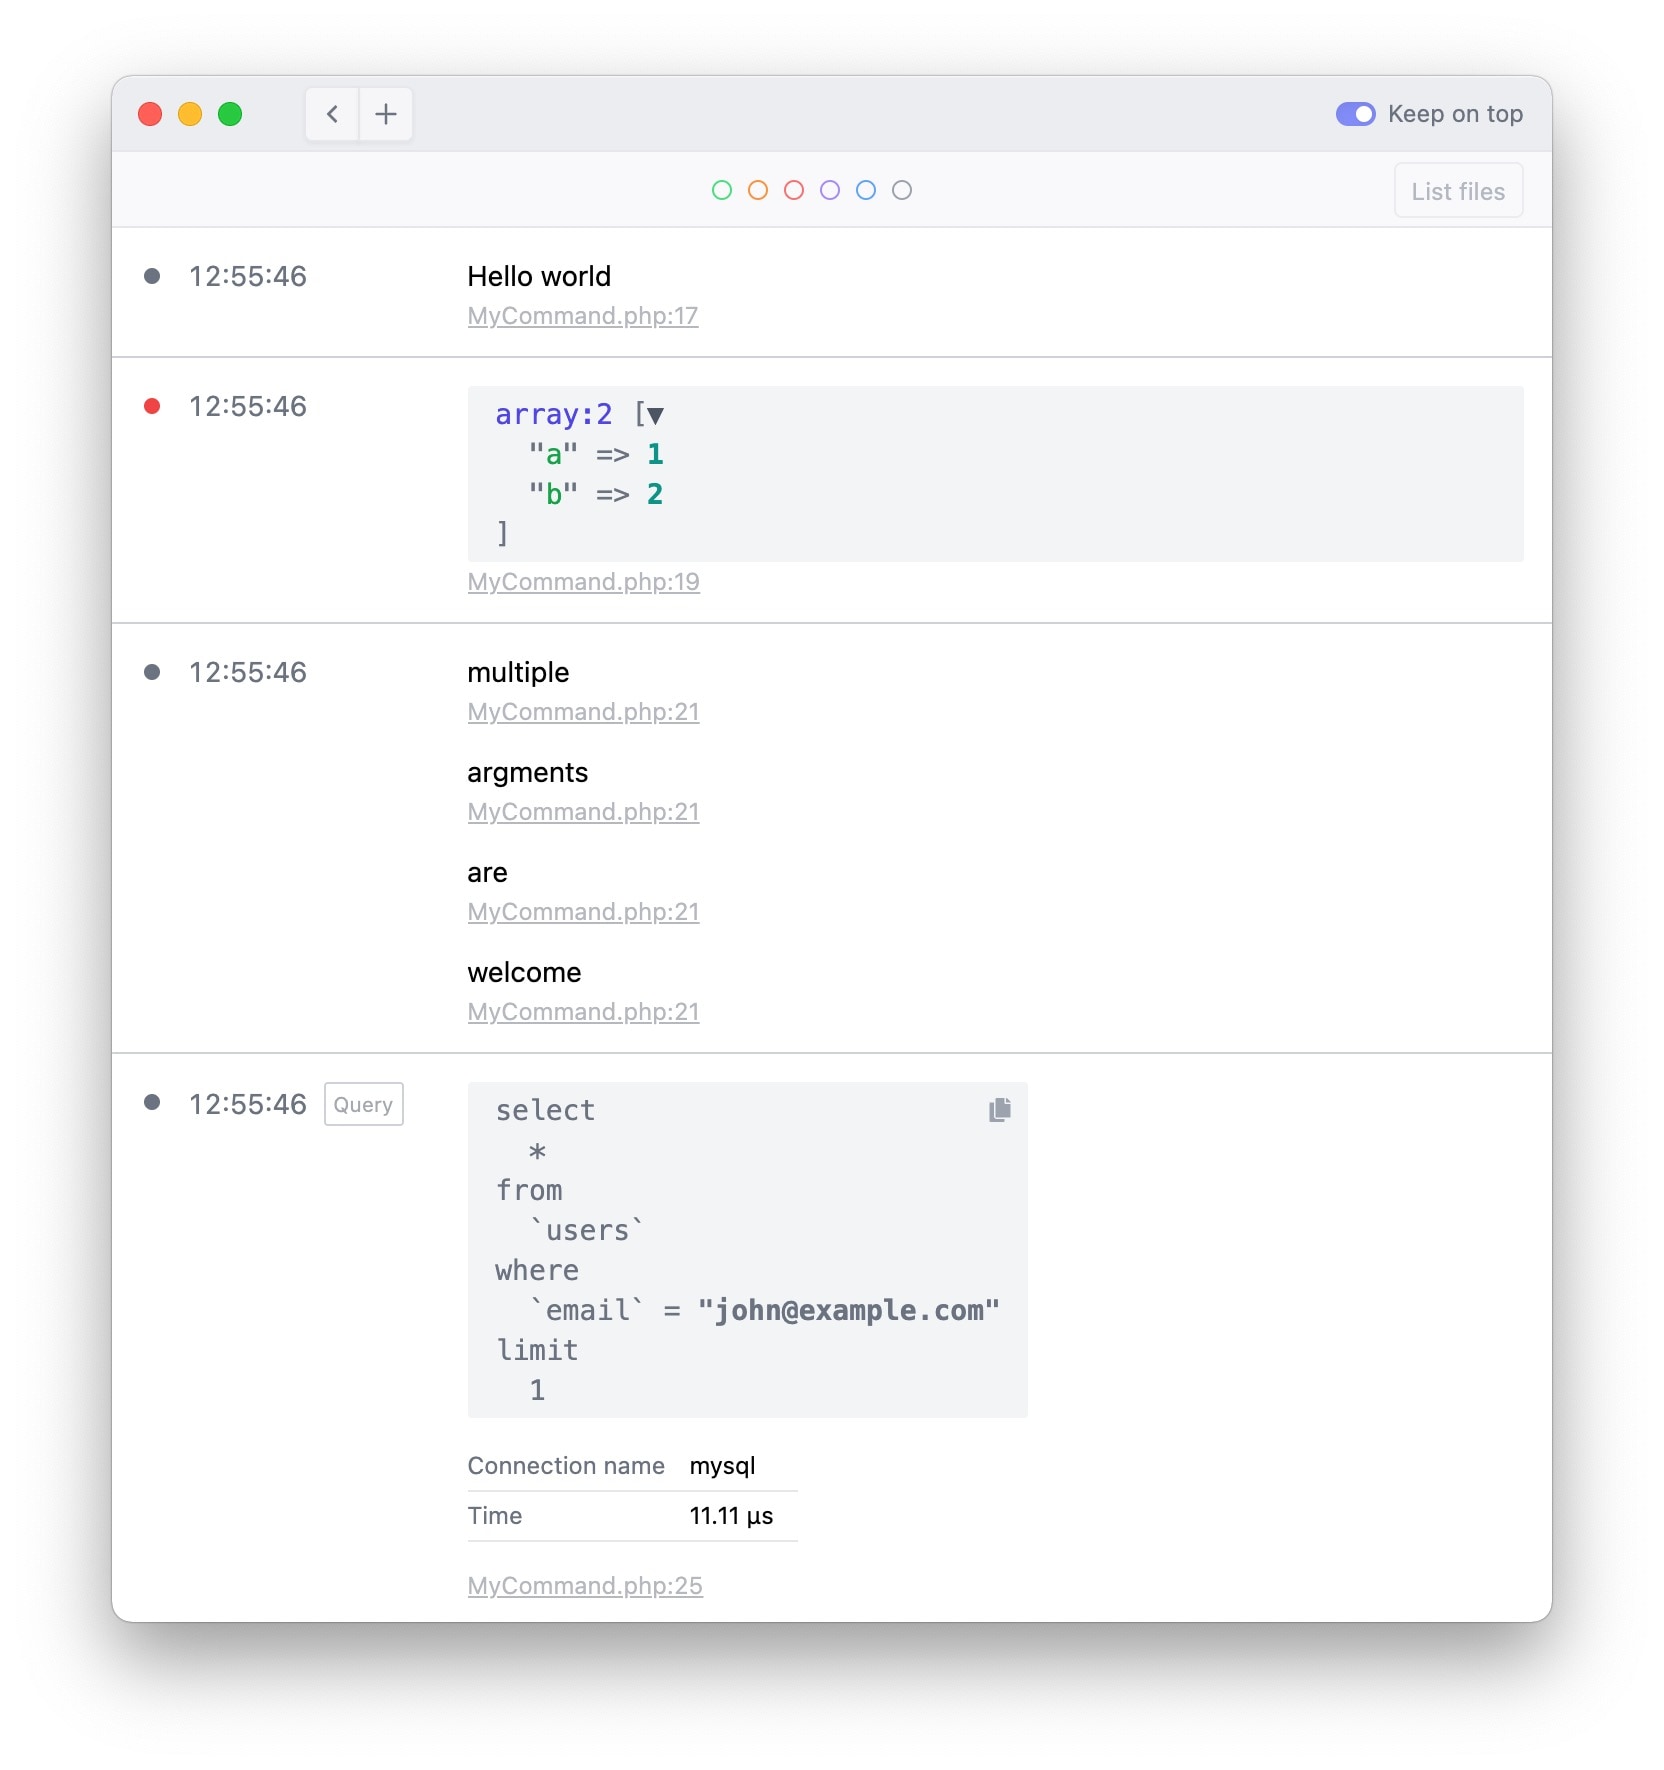 Keep on top
List files
12:55:46
Hello world
MyCommand.php:17
12:55:46
array:2 [▼
  "a" => 1
  "b" => 2
]
MyCommand.php:19
12:55:46
multiple
MyCommand.php:21
argments
MyCommand.php:21
are
MyCommand.php:21
welcome
MyCommand.php:21
12:55:46 Query
select
  *
from
  `users`
where
  `email` = "john@example.com"
limit
  1
Connection name mysql
Time 11.11 μs
MyCommand.php:25